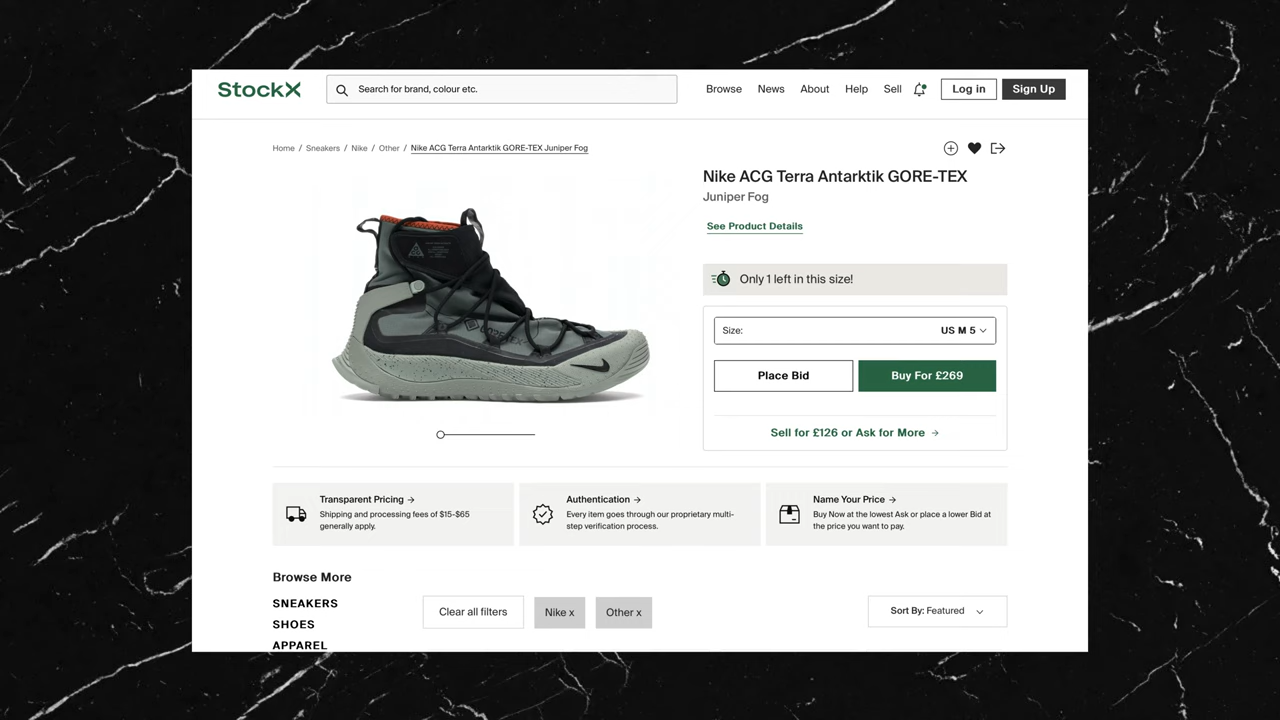 StockX
Search for brand, colour etc.
Browse
News
About
Help
Sell
Log in
Sign Up
Home / Sneakers / Nike / Other / Nike ACG Terra Antarktik GORE-TEX Juniper Fog
Nike ACG Terra Antarktik GORE-TEX
Juniper Fog
See Product Details
GORE-TEX
Only 1 left in this size!
Size:
US M 5
Place Bid
Buy For £269
Sell for £126 or Ask for More →
Transparent Pricing →
Shipping and processing fees of $15-$65
generally apply.
Authentication →
Every item goes through our proprietary multi-
step verification process.
Name Your Price →
Buy Now at the lowest Ask or place a lower Bid at
the price you want to pay.
Browse More
SNEAKERS
SHOES
APPAREL
Clear all filters
Nike x
Other x
Sort By: Featured